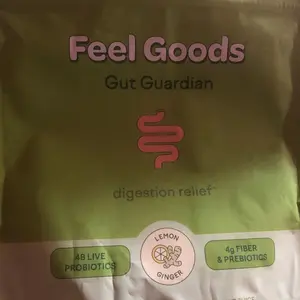 Feel Goods
Gut Guardian
digestion relief
4B LIVE
PROBIOTICS
LEMON
GINGER
4g FIBER
& PREBIOTICS